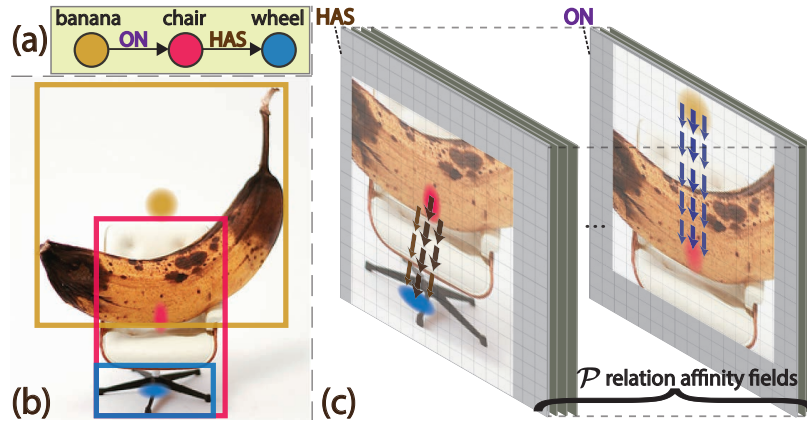 (a)
banana chair wheel
ON HAS
(b)
(c)
HAS
ON
...
P relation affinity fields